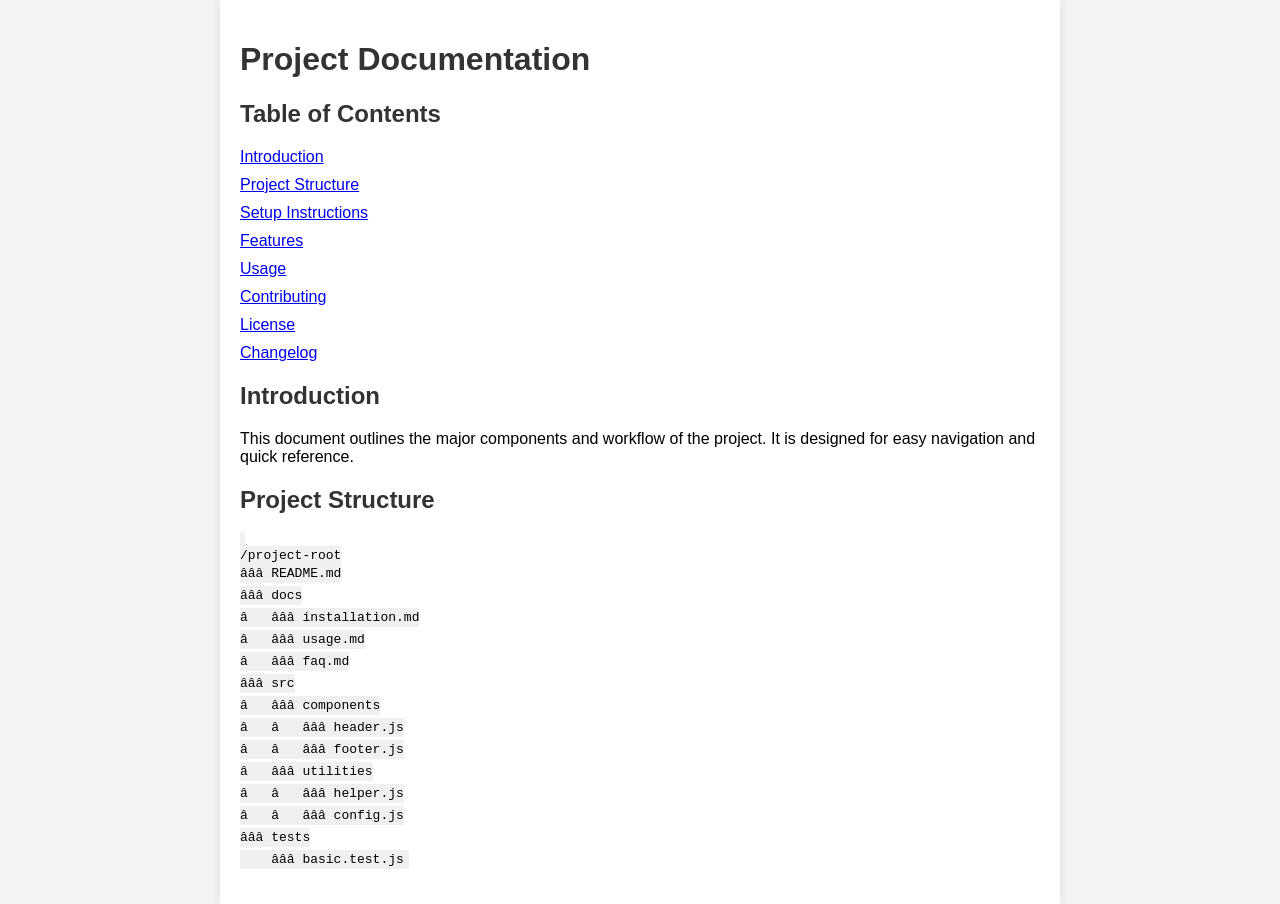 Project Documentation
Table of Contents
Introduction
Project Structure
Setup Instructions
Features
Usage
Contributing
License
Changelog
Introduction
This document outlines the major components and workflow of the project. It is designed for easy navigation and
quick reference.
Project Structure
/project-root
âââ README.md
âââ docs
â   âââ installation.md
â   âââ usage.md
â   âââ faq.md
âââ src
â   âââ components
â   â   âââ header.js
â   â   âââ footer.js
â   âââ utilities
â   â   âââ helper.js
â   â   âââ config.js
âââ tests
    âââ basic.test.js